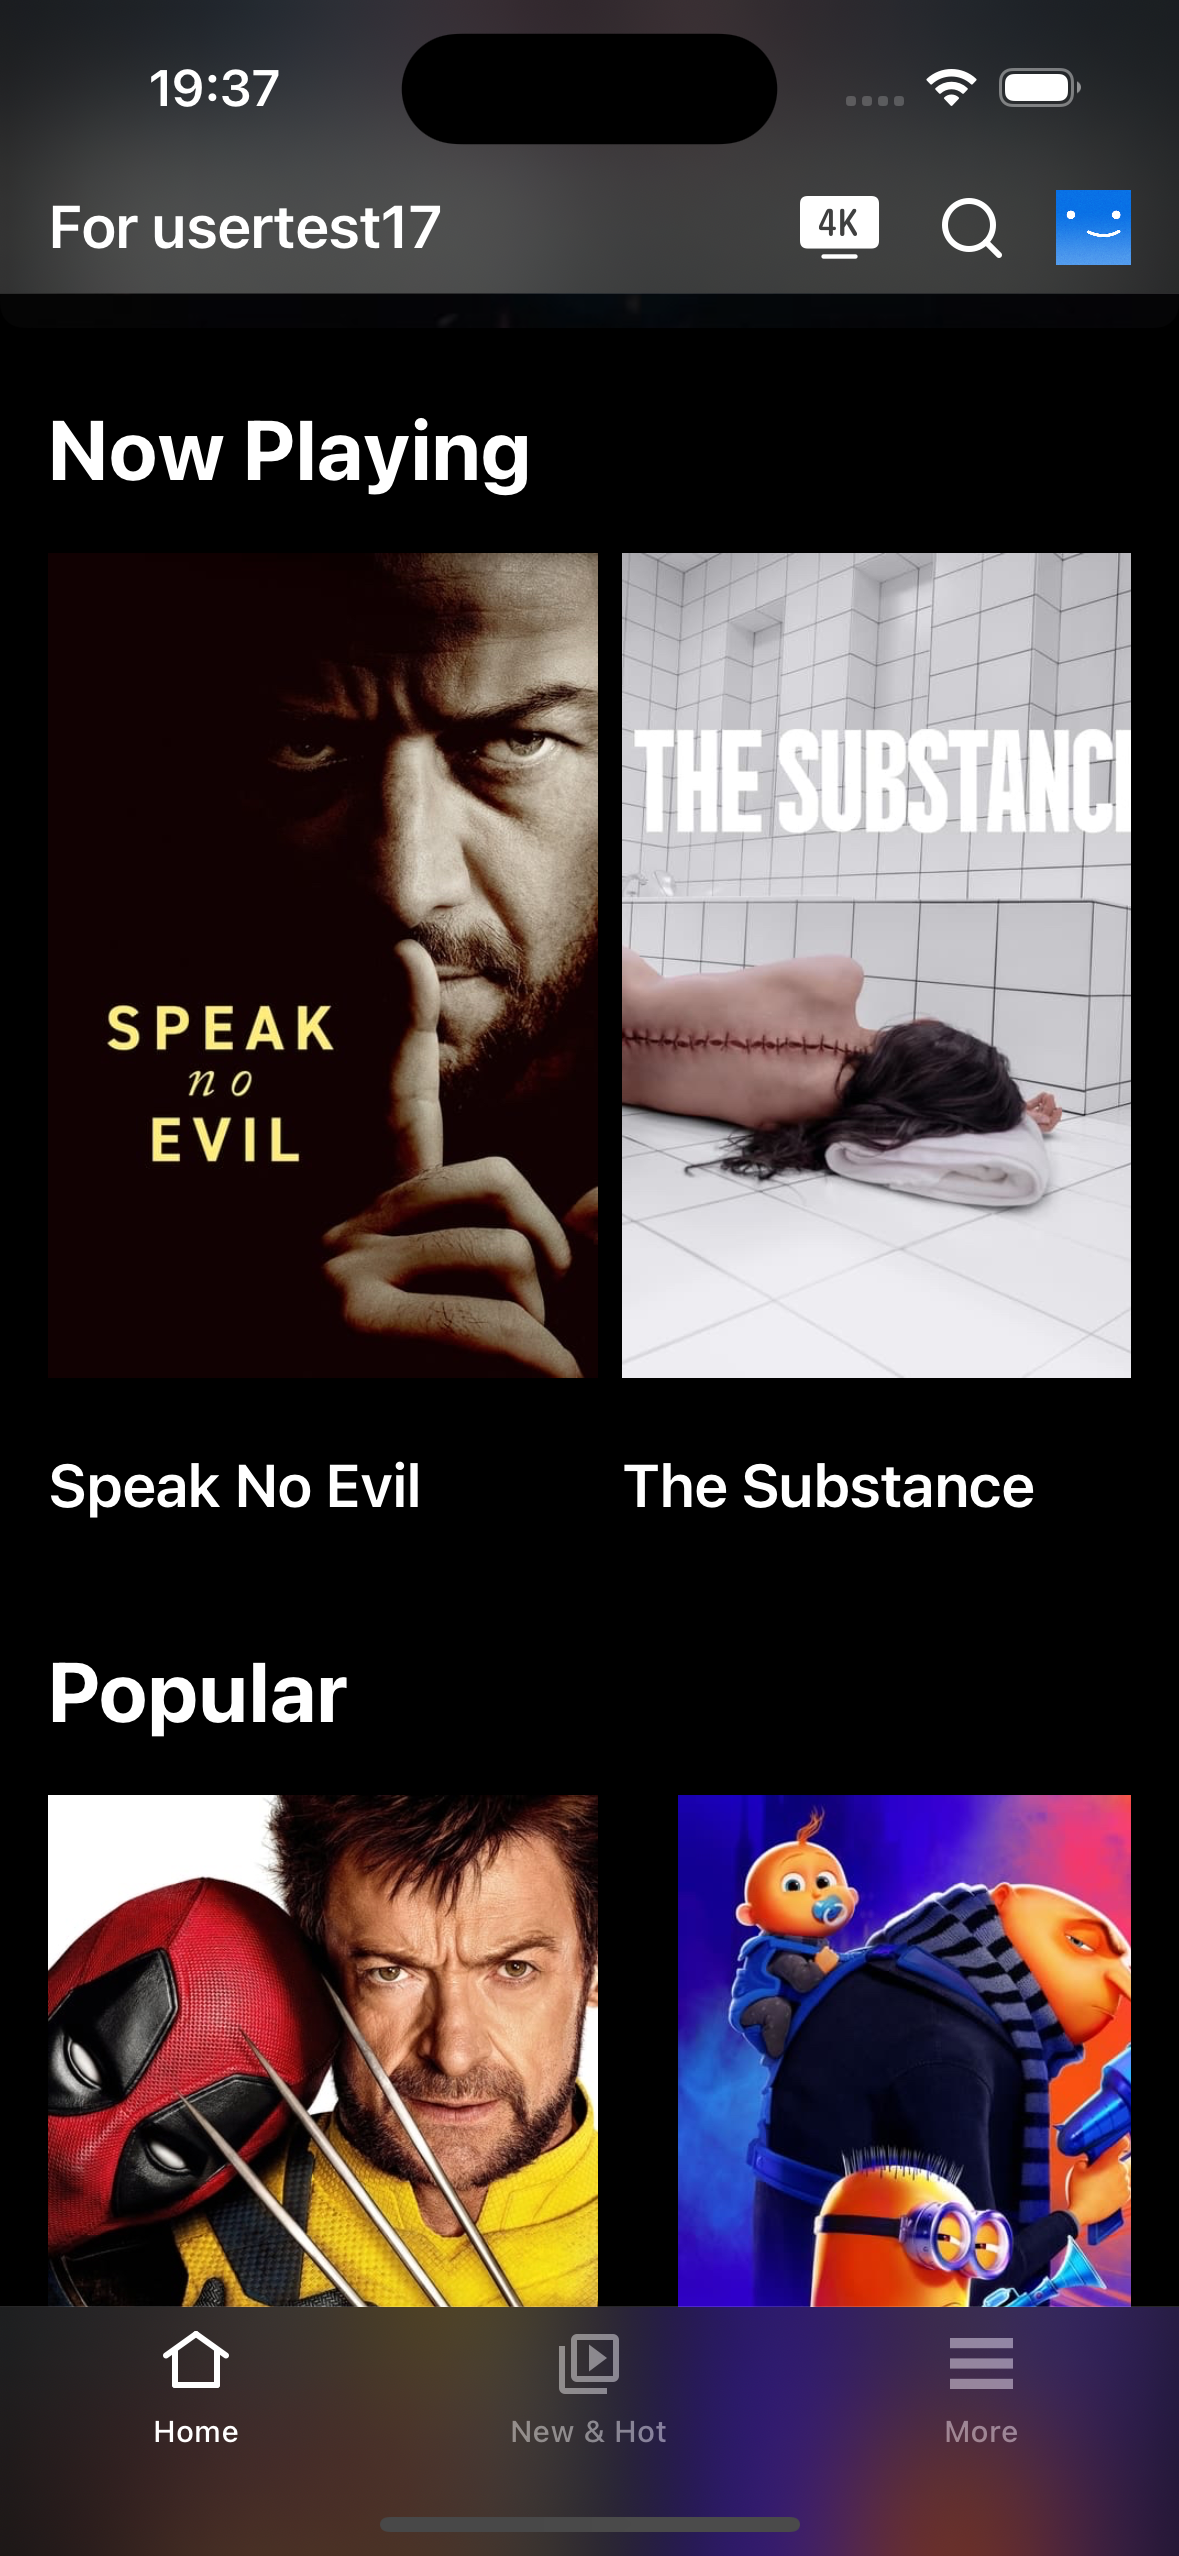 19:37
For usertest17
4K
Now Playing
SPEAK
no
EVIL
THE SUBSTANC
Speak No Evil
The Substance
Popular
Home
New & Hot
More